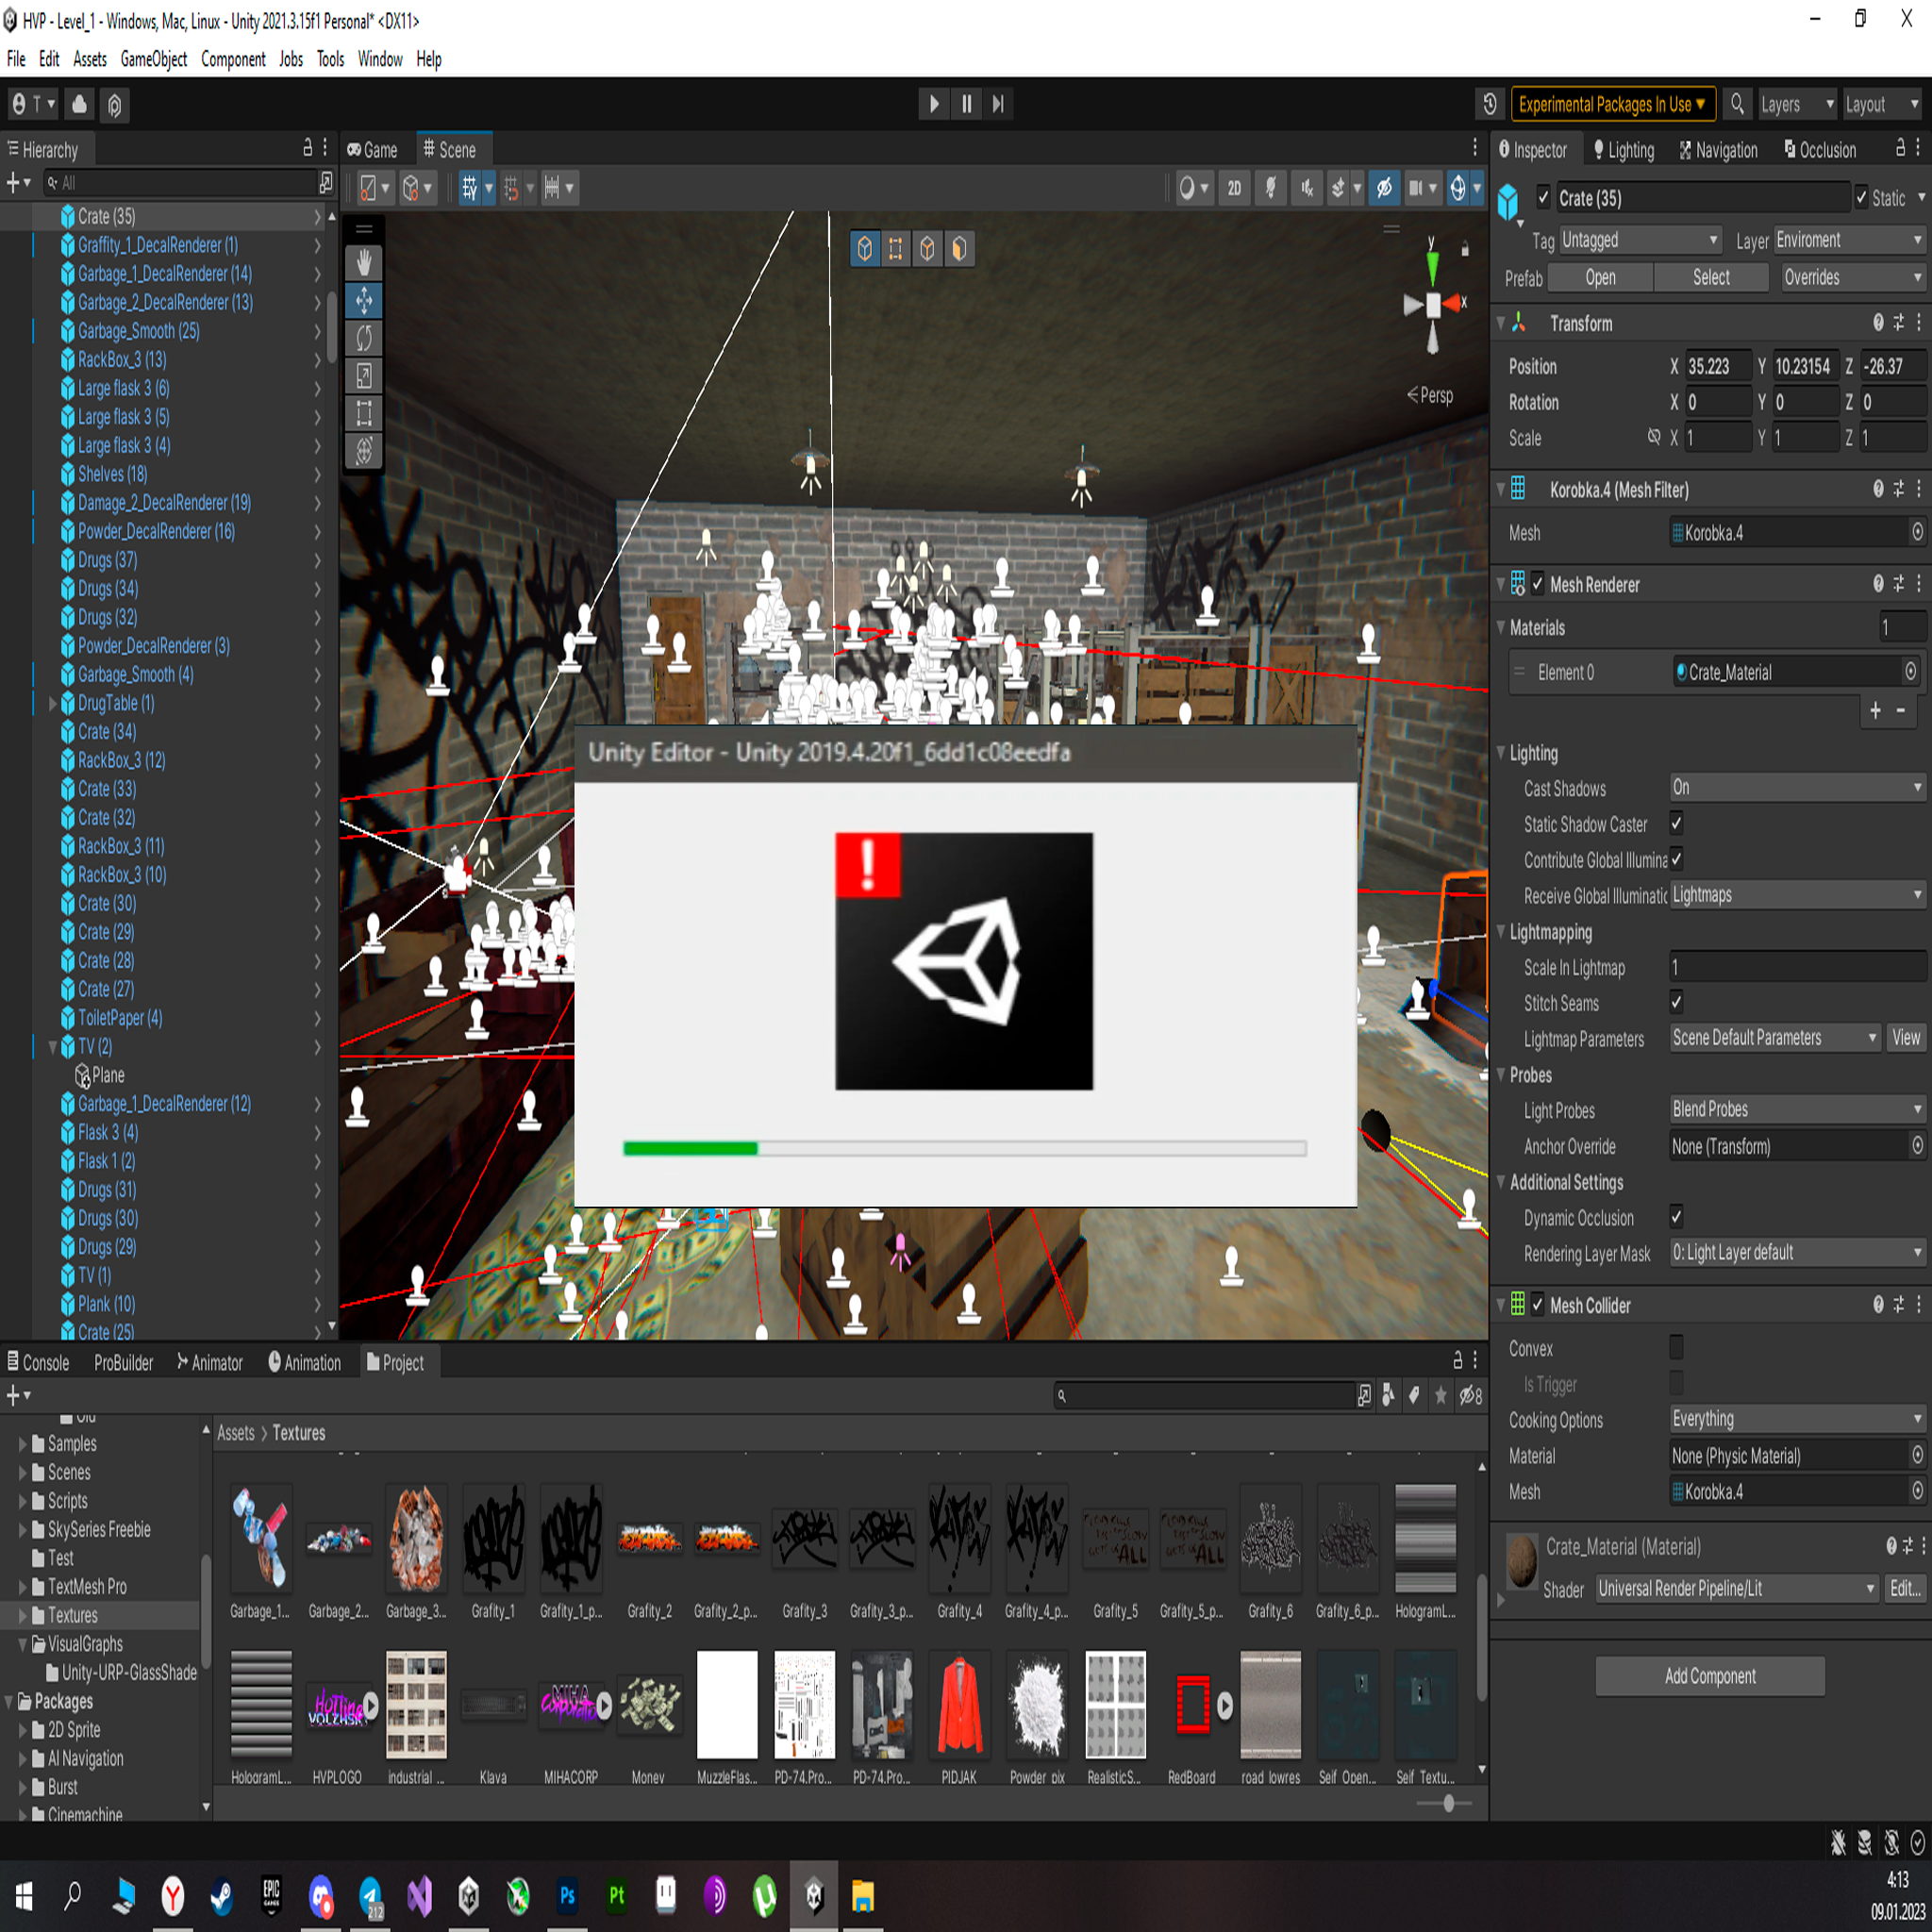 HVP - Level_1 - Windows, Mac, Linux - Unity 2021.3.15f1 Personal* <DX11>
File Edit Assets GameObject Component Jobs Tools Window Help
T Experimental Packages In Use Layers Layout
Hierarchy
All
Crate (35)
Graffity_1_DecalRenderer (1)
Garbage_1_DecalRenderer (14)
Garbage_2_DecalRenderer (13)
Garbage_Smooth (25)
RackBox_3 (13)
Large flask 3 (6)
Large flask 3 (5)
Large flask 3 (4)
Shelves (18)
Damage_2_DecalRenderer (19)
Powder_DecalRenderer (16)
Drugs (37)
Drugs (34)
Drugs (32)
Powder_DecalRenderer (3)
Garbage_Smooth (4)
DrugTable (1)
Crate (34)
RackBox_3 (12)
Crate (33)
Crate (32)
RackBox_3 (11)
RackBox_3 (10)
Crate (30)
Crate (29)
Crate (28)
Crate (27)
ToiletPaper (4)
TV (2)
Plane
Garbage_1_DecalRenderer (12)
Flask 3 (4)
Flask 1 (2)
Drugs (31)
Drugs (30)
Drugs (29)
TV (1)
Plank (10)
Crate (25)
Game Scene
2D
y
x
Persp
Unity Editor - Unity 2019.4.20f1_6dd1c08eedfa
!
Inspector Lighting Navigation Occlusion
Crate (35) Static
Tag Untagged Layer Enviroment
Prefab Open Select Overrides
Transform
Position X 35.223 Y 10.23154 Z -26.37
Rotation X 0 Y 0 Z 0
Scale X 1 Y 1 Z 1
Korobka.4 (Mesh Filter)
Mesh Korobka.4
Mesh Renderer
Materials 1
Element 0 Crate_Material
+ -
Lighting
Cast Shadows On
Static Shadow Caster
Contribute Global Illumina
Receive Global Illuminatic Lightmaps
Lightmapping
Scale In Lightmap 1
Stitch Seams
Lightmap Parameters Scene Default Parameters View
Probes
Light Probes Blend Probes
Anchor Override None (Transform)
Additional Settings
Dynamic Occlusion
Rendering Layer Mask 0: Light Layer default
Mesh Collider
Convex
Is Trigger
Cooking Options Everything
Material None (Physic Material)
Mesh Korobka.4
Crate_Material (Material)
Shader Universal Render Pipeline/Lit Edit...
Add Component
Console ProBuilder Animator Animation Project
8
Old
Samples
Scenes
Scripts
SkySeries Freebie
Test
TextMesh Pro
Textures
VisualGraphs
Unity-URP-GlassShade
Packages
2D Sprite
AI Navigation
Burst
Cinemachine
Assets > Textures
Garbage_1... Garbage_2... Garbage_3... Grafity_1 Grafity_1_p... Grafity_2 Grafity_2_p... Grafity_3 Grafity_3_p... Grafity_4 Grafity_4_p... Grafity_5 Grafity_5_p... Grafity_6 Grafity_6_p... HologramL...
HologramL... HVPLOGO industrial_... Klava MIHACORP Money MuzzleFlas... PD-74.Pro... PD-74.Pro... PIDJAK Powder_pix RealisticS... RedBoard road_lowres Seif_Open... Seif_Textu...
EPIC GAMES
212
Ps
Pt
4:13
09.01.2023